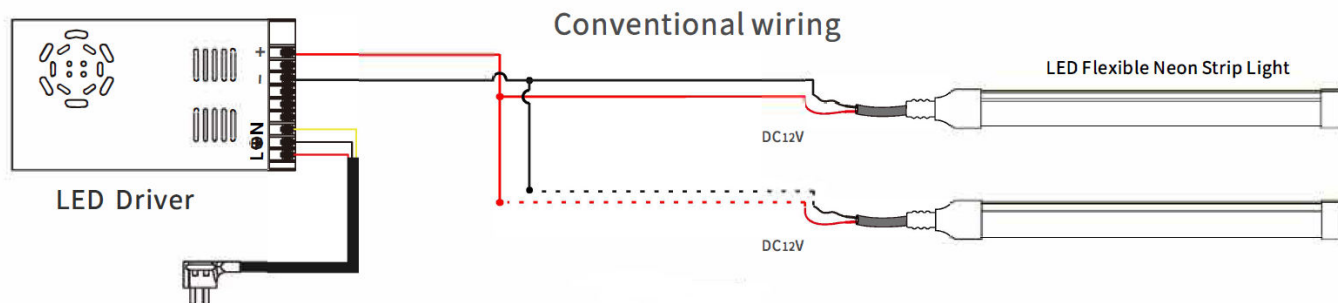 Conventional wiring
+
−
L⏚N
LED Driver
LED Flexible Neon Strip Light
DC12V
DC12V